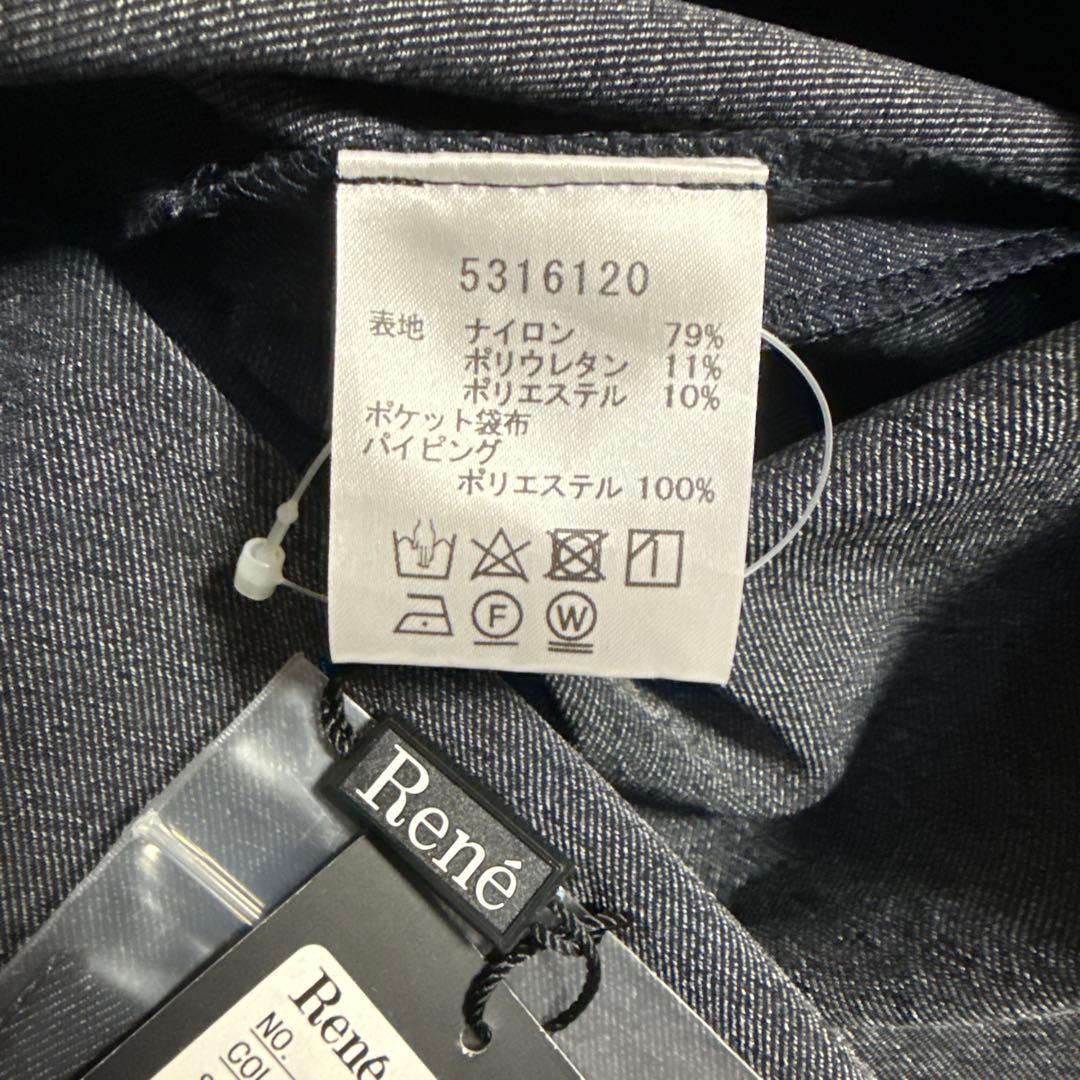 5316120
表地 ナイロン 79%
ポリウレタン 11%
ポリエステル 10%
ポケット袋布
パイピング
ポリエステル 100%
F W
René
René
NO.
COL